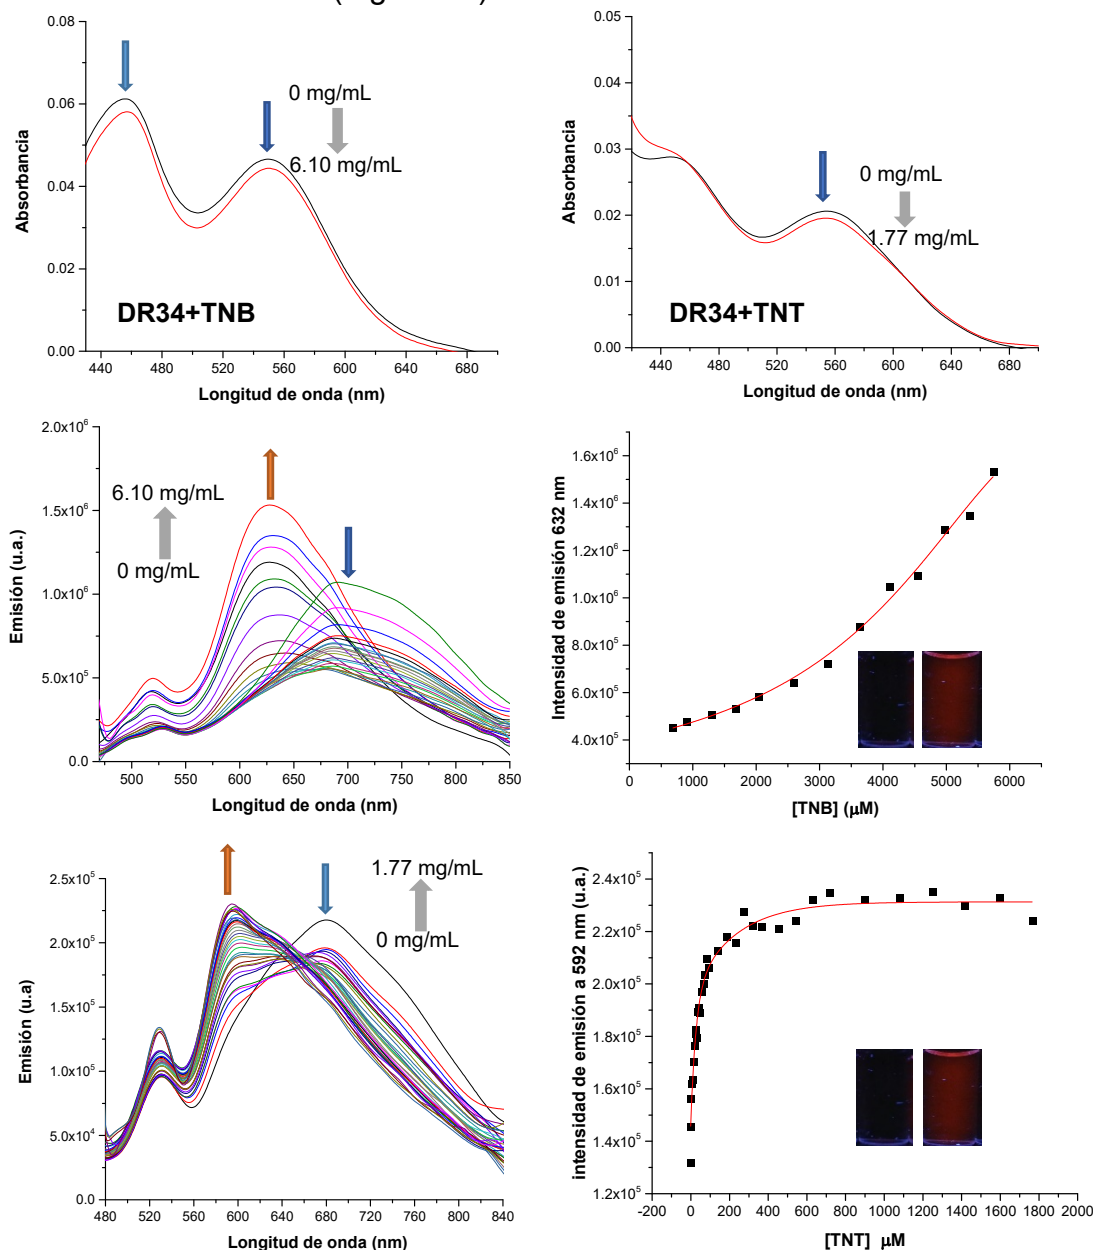 0.08
0.06
0.04
0.02
0.00
Absorbancia
0 mg/mL
6.10 mg/mL
DR34+TNB
440 480 520 560 600 640 680
Longitud de onda (nm)
0.05
0.04
0.03
0.02
0.01
0.00
Absorbancia
0 mg/mL
1.77 mg/mL
DR34+TNT
440 480 520 560 600 640 680
Longitud de onda (nm)
2.0x10⁶
1.5x10⁶
1.0x10⁶
5.0x10⁵
0.0
Emisión (u.a.)
6.10 mg/mL
0 mg/mL
500 550 600 650 700 750 800 850
Longitud de onda (nm)
1.6x10⁶
1.4x10⁶
1.2x10⁶
1.0x10⁶
8.0x10⁵
6.0x10⁵
4.0x10⁵
Intensidad de emisión 632 nm
0 1000 2000 3000 4000 5000 6000
[TNB] (µM)
2.5x10⁵
2.0x10⁵
1.5x10⁵
1.0x10⁵
5.0x10⁴
0.0
Emisión (u.a)
1.77 mg/mL
0 mg/mL
480 520 560 600 640 680 720 760 800 840
Longitud de onda (nm)
2.4x10⁵
2.2x10⁵
2.0x10⁵
1.8x10⁵
1.6x10⁵
1.4x10⁵
1.2x10⁵
intensidad de emisión a 592 nm (u.a.)
-200 0 200 400 600 800 1000 1200 1400 1600 1800 2000
[TNT] µM